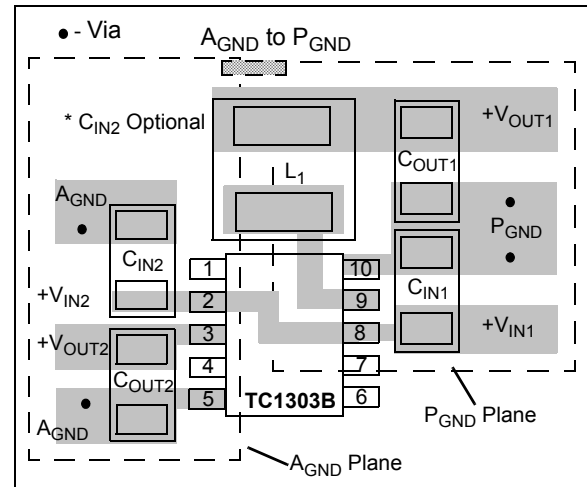 ● - Via
AGND to PGND
* CIN2 Optional
+VOUT1
COUT1
L1
AGND
PGND
CIN2
CIN1
1
10
+VIN2
2
9
+VOUT2
3
8
+VIN1
4
7
COUT2
5
TC1303B
6
AGND
PGND Plane
AGND Plane